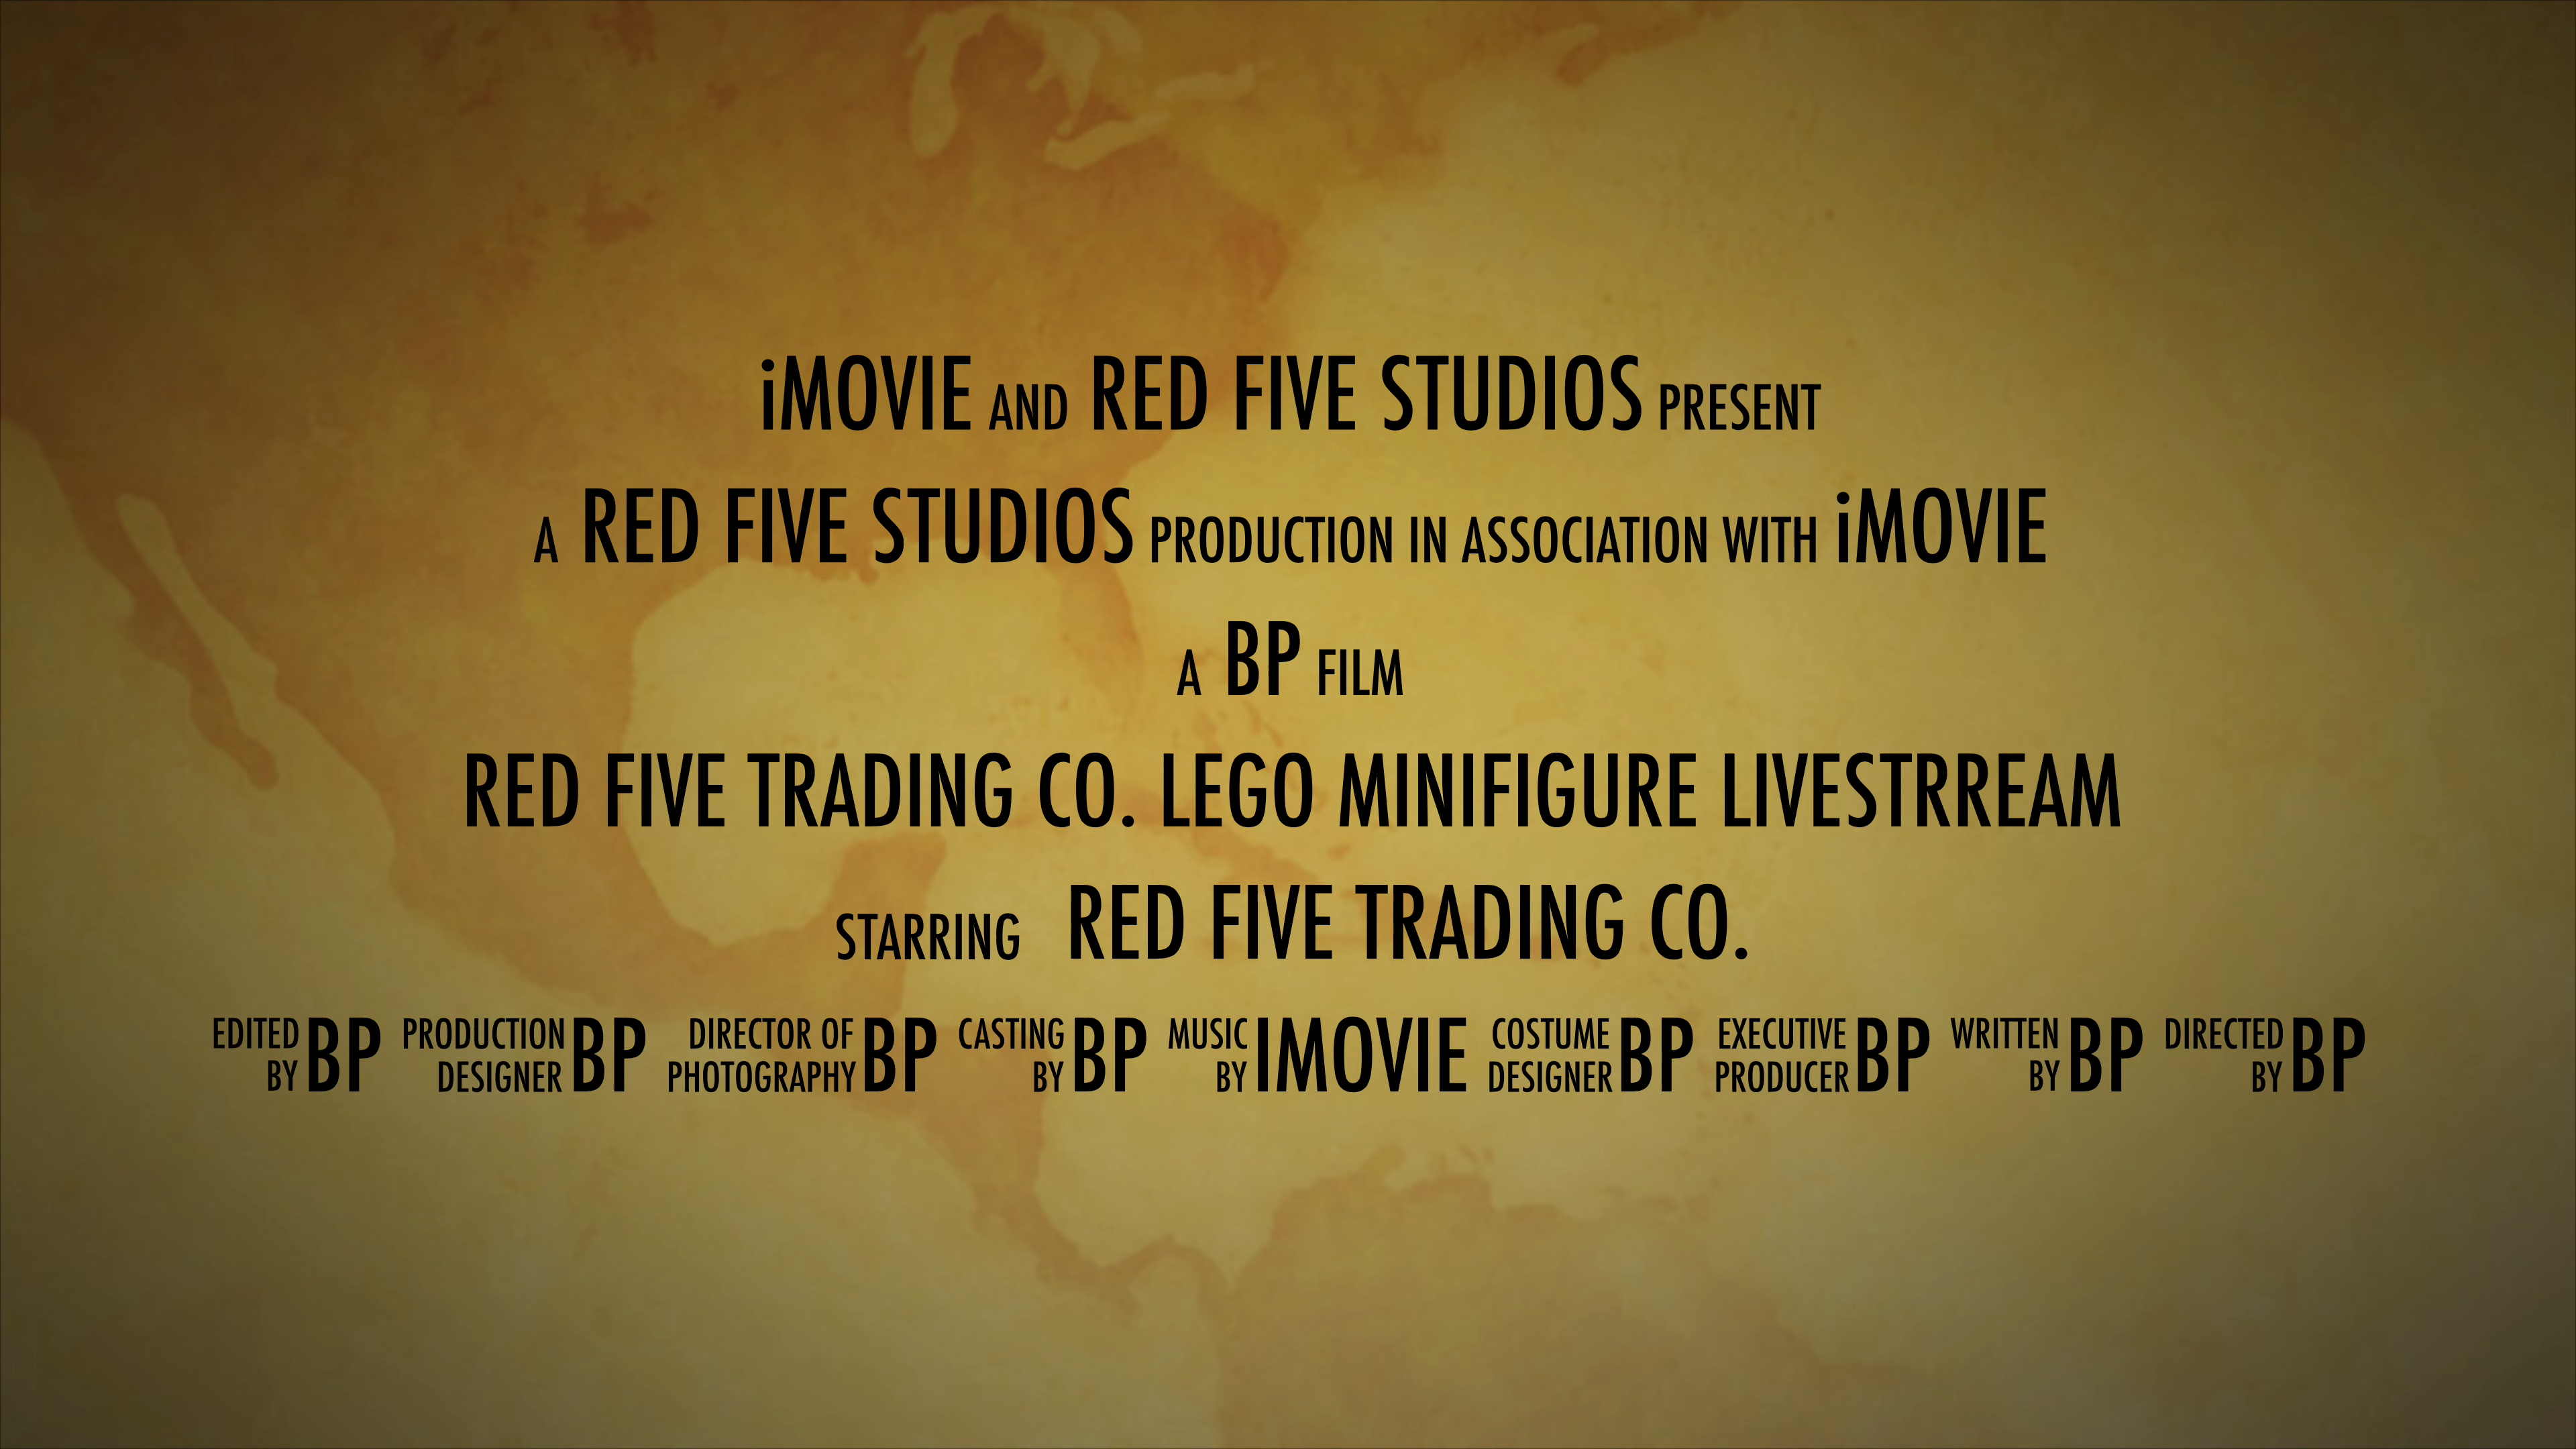 iMOVIE AND RED FIVE STUDIOS PRESENT
A RED FIVE STUDIOS PRODUCTION IN ASSOCIATION WITH iMOVIE
A BP FILM
RED FIVE TRADING CO. LEGO MINIFIGURE LIVESTRREAM
STARRING RED FIVE TRADING CO.
EDITED BY BP PRODUCTION DESIGNER BP DIRECTOR OF PHOTOGRAPHY BP CASTING BY BP MUSIC BY IMOVIE COSTUME DESIGNER BP EXECUTIVE PRODUCER BP WRITTEN BY BP DIRECTED BY BP